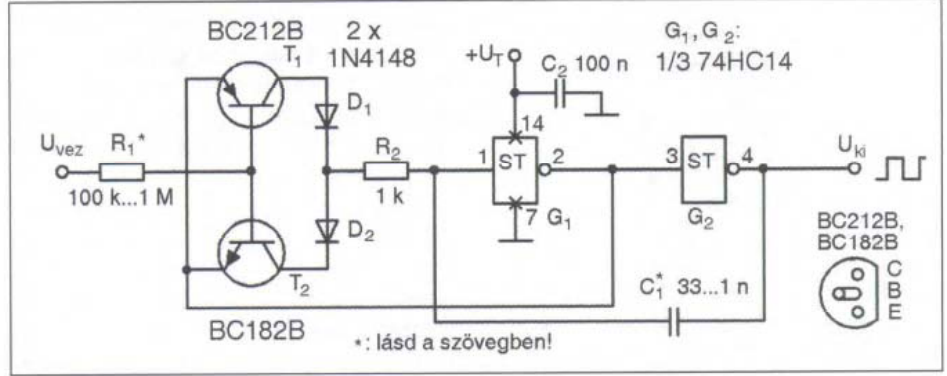 BC212B
2 x
1N4148
T1
D1
Uvez
R1*
100 k...1 M
R2
1 k
D2
T2
BC182B
+UT
C2 100 n
G1, G2:
1/3 74HC14
14
1
ST
2
7
G1
3
ST
4
G2
Uki
C1* 33...1 n
BC212B,
BC182B
C
B
E
*: lásd a szövegben!